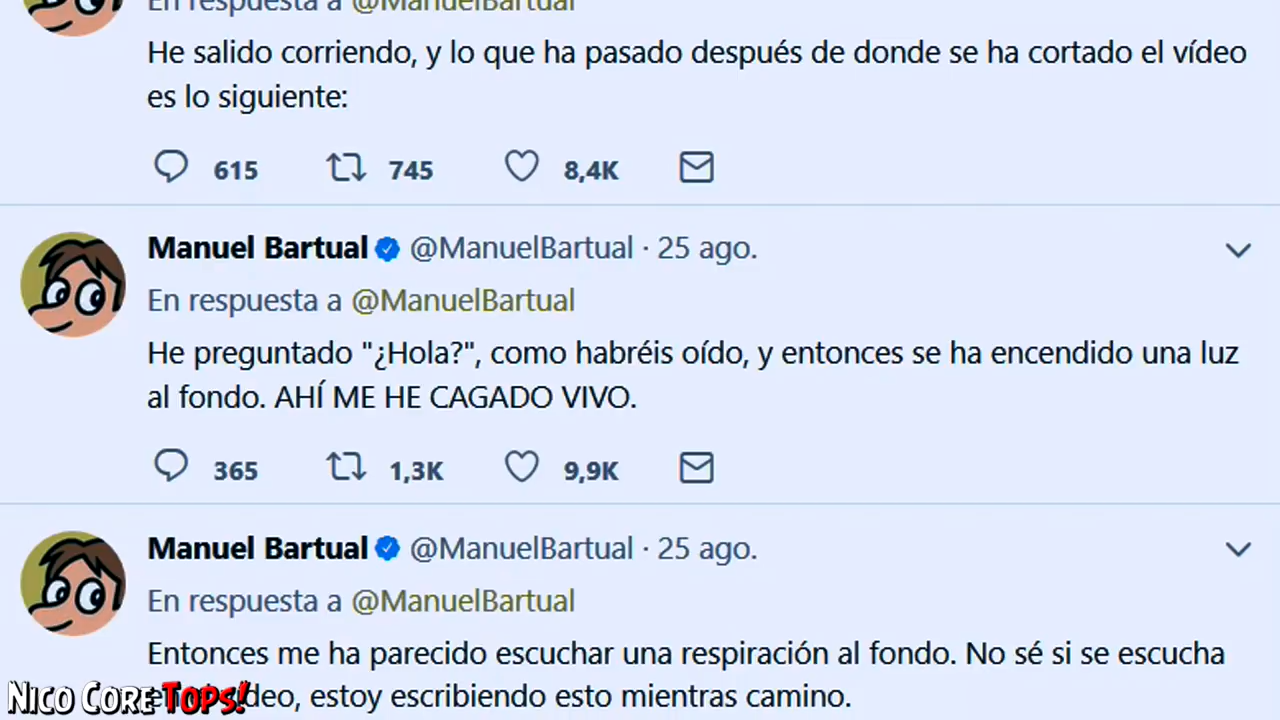 En respuesta a @ManuelBartual
He salido corriendo, y lo que ha pasado después de donde se ha cortado el vídeo
es lo siguiente:
615 745 8,4K
Manuel Bartual @ManuelBartual · 25 ago.
En respuesta a @ManuelBartual
He preguntado "¿Hola?", como habréis oído, y entonces se ha encendido una luz
al fondo. AHÍ ME HE CAGADO VIVO.
365 1,3K 9,9K
Manuel Bartual @ManuelBartual · 25 ago.
En respuesta a @ManuelBartual
Entonces me ha parecido escuchar una respiración al fondo. No sé si se escucha
estoy escribiendo esto mientras camino.
Nico Core Tops!